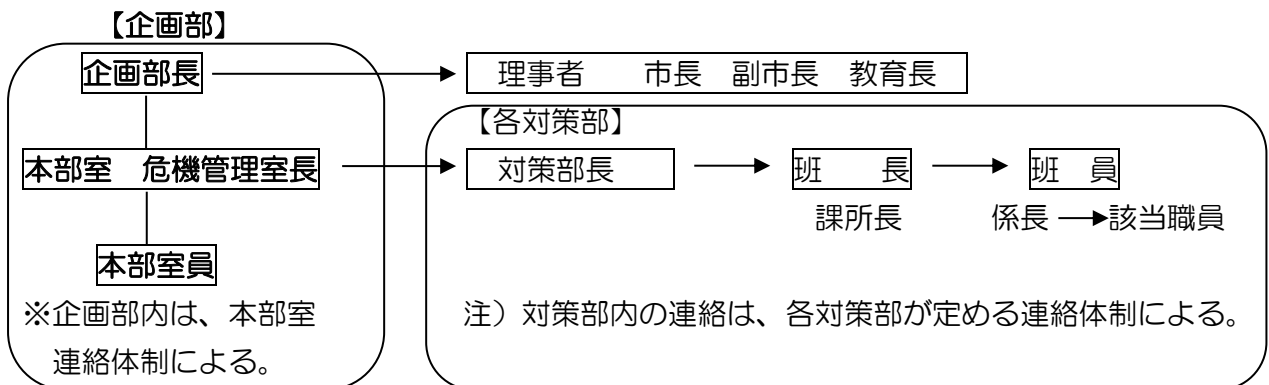 【企画部】
企画部長
理事者　市長　副市長　教育長
【各対策部】
本部室　危機管理室長
対策部長
班　長
班　員
課所長
係長
該当職員
本部室員
※企画部内は、本部室
連絡体制による。
注）対策部内の連絡は、各対策部が定める連絡体制による。